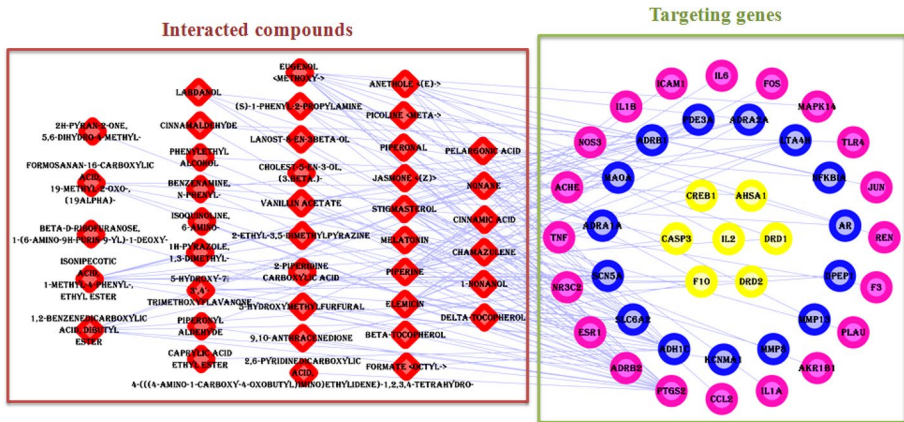 Interacted compounds
Targeting genes
LABDANOL
CINNAMALDEHYDE
PHENYLETHYL
ALCOHOL
BENZENAMINE,
N-PHENYL-
ISOQUINOLINE,
6-AMINO-
1H-PYRAZOLE,
1,3-DIMETHYL-
5-HYDROXY-7,
3',4'-
TRIMETHOXYFLAVANONE
PIPERONYL
ALDEHYDE
CAPRYLIC ACID
ETHYL ESTER
2H-PYRAN-2-ONE,
5,6-DIHYDRO-4-METHYL-
FORMOSANAN-16-CARBOXYLIC
ACID,
19-METHYL-2-OXO-,
(19ALPHA)-
BETA-D-RIBOFURANOSE,
1-(6-AMINO-9H-PURIN-9-YL)-1-DEOXY-
ISONIPECOTIC
ACID,
1-METHYL-4-PHENYL-,
ETHYL ESTER
1,2-BENZENEDICARBOXYLIC
ACID, DIBUTYL
ESTER
EUGENOL
<METHOXY->
(S)-1-PHENYL-2-PROPYLAMINE
LANOST-8-EN-3BETA-OL
CHOLEST-5-EN-3-OL,
(3.BETA.)-
VANILLIN ACETATE
2-ETHYL-3,5-DIMETHYLPYRAZINE
2-PIPERIDINE
CARBOXYLIC ACID
5-HYDROXYMETHYLFURFURAL
9,10-ANTHRACENEDIONE
2,6-PYRIDINEDICARBOXYLIC
ACID,
4-(((4-AMINO-1-CARBOXY-4-OXOBUTYL)IMINO)ETHYLIDENE)-1,2,3,4-TETRAHYDRO-
ANETHOLE <(E)->
PICOLINE <META->
PIPERONAL
JASMONE <(Z)>
STIGMASTEROL
MELATONIN
PIPERINE
ELEMICIN
BETA-TOCOPHEROL
FORMATE <OCTYL->
PELARGONIC ACID
NONANE
CINNAMIC ACID
CHAMAZULENE
1-NONANOL
DELTA-TOCOPHEROL
IL6
ICAM1
FOS
IL1B
MAPK14
NOS3
TLR4
ACHE
JUN
TNF
REN
NR3C2
F3
ESR1
PLAU
ADRB2
AKR1B1
PTGS2
CCL2
IL1A
PDE3A
ADRA2A
ADRB1
LTA4H
MAOA
NFKBIA
ADRA1A
AR
SCN5A
DPEP1
SLC6A2
MMP13
ADH1C
KCNMA1
MMP8
CREB1
AHSA1
CASP3
IL2
DRD1
F10
DRD2